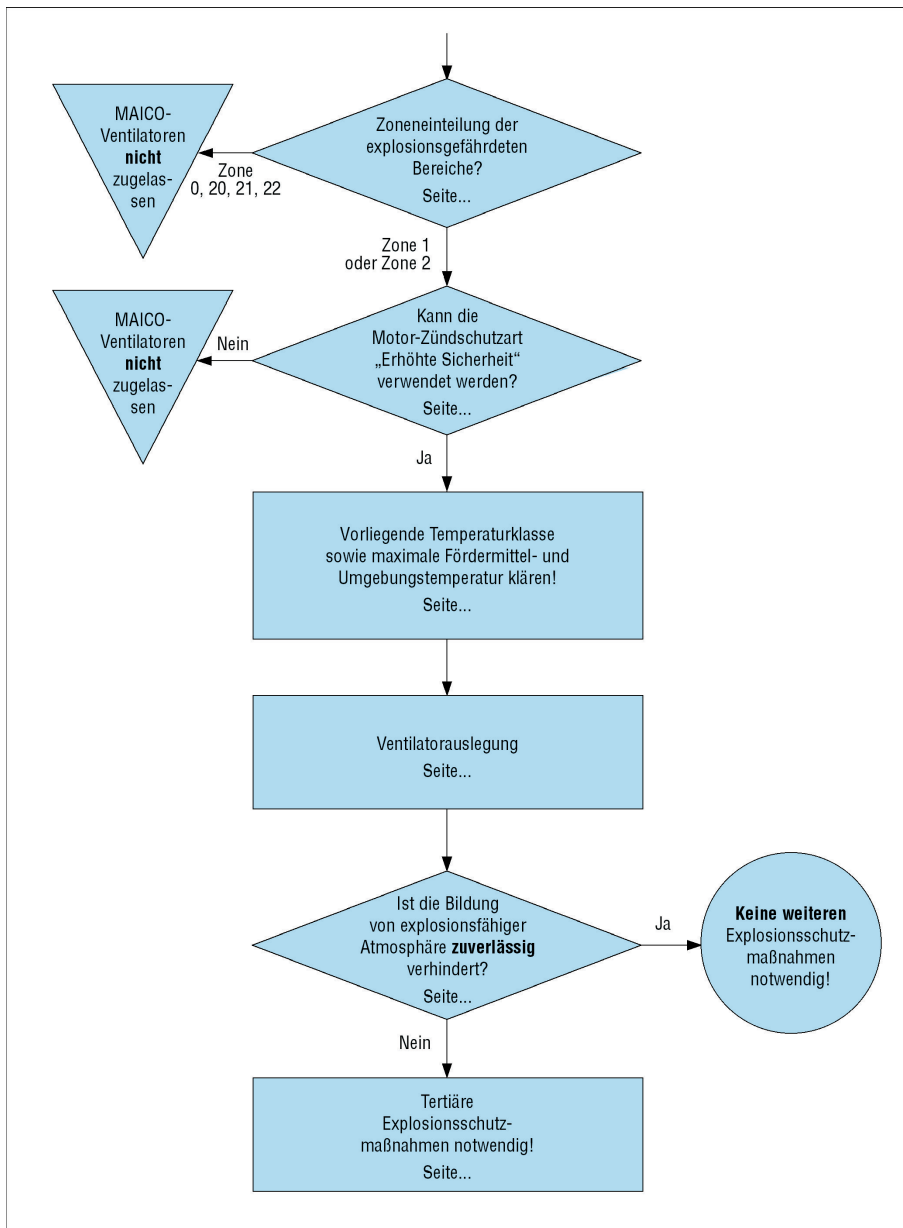 Zoneneinteilung der
explosionsgefährdeten
Bereiche?
Seite...
Zone
0, 20, 21, 22
MAICO-
Ventilatoren
nicht
zugelas-
sen
Zone 1
oder Zone 2
Kann die
Motor-Zündschutzart
„Erhöhte Sicherheit“
verwendet werden?
Seite...
Nein
MAICO-
Ventilatoren
nicht
zugelas-
sen
Ja
Vorliegende Temperaturklasse
sowie maximale Fördermittel- und
Umgebungstemperatur klären!
Seite...
Ventilatorauslegung
Seite...
Ist die Bildung
von explosionsfähiger
Atmosphäre zuverlässig
verhindert?
Seite...
Ja
Keine weiteren
Explosionsschutz-
maßnahmen
notwendig!
Nein
Tertiäre
Explosionsschutz-
maßnahmen notwendig!
Seite...